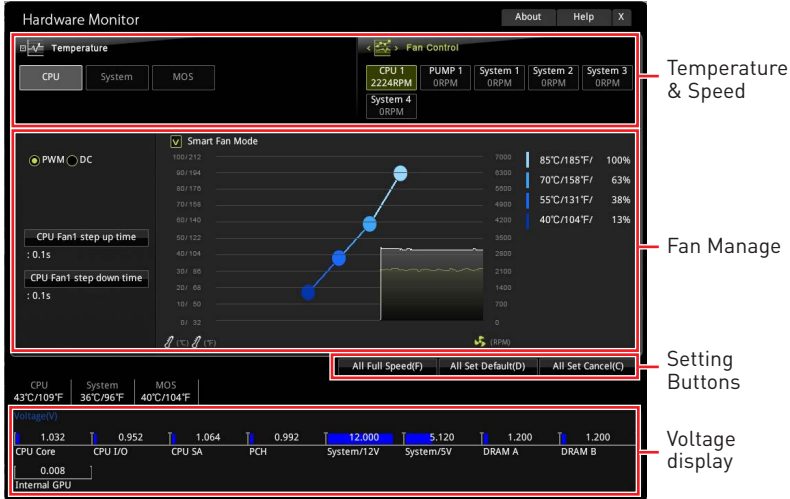 Hardware Monitor
About Help X
Temperature
Fan Control
CPU System MOS
CPU 1 PUMP 1 System 1 System 2 System 3
2224RPM 0RPM 0RPM 0RPM 0RPM
System 4
0RPM
Temperature
& Speed
PWM DC
Smart Fan Mode
100/212 7000
90/194 6300
80/176 5600
70/158 4900
60/140 4200
50/122 3500
40/104 2800
30/ 86 2100
20/ 68 1400
10/ 50 700
0/ 32 0
(℃) (℉) (RPM)
85℃/185℉/ 100%
70℃/158℉/ 63%
55℃/131℉/ 38%
40℃/104℉/ 13%
CPU Fan1 step up time
: 0.1s
CPU Fan1 step down time
: 0.1s
Fan Manage
All Full Speed(F) All Set Default(D) All Set Cancel(C)
Setting
Buttons
CPU System MOS
43℃/109℉ 36℃/96℉ 40℃/104℉
Voltage(V)
1.032 0.952 1.064 0.992 12.000 5.120 1.200 1.200
CPU Core CPU I/O CPU SA PCH System/12V System/5V DRAM A DRAM B
0.008
Internal GPU
Voltage
display